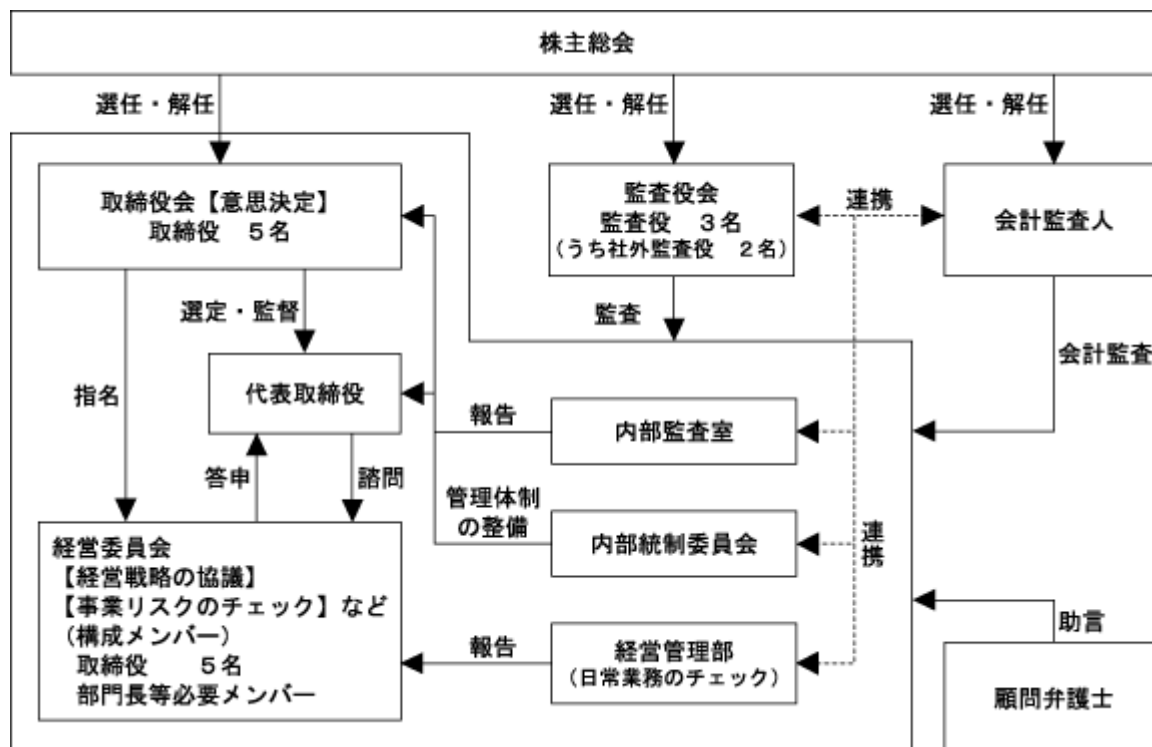 株主総会
選任・解任
選任・解任
選任・解任
取締役会【意思決定】
取締役 5名
監査役会
監査役 3名
(うち社外監査役 2名)
連携
会計監査人
選定・監督
監査
会計監査
指名
代表取締役
報告
内部監査室
答申
諮問
管理体制
の整備
内部統制委員会
連
携
経営委員会
【経営戦略の協議】
【事業リスクのチェック】など
(構成メンバー)
取締役 5名
部門長等必要メンバー
報告
経営管理部
(日常業務のチェック)
助言
顧問弁護士